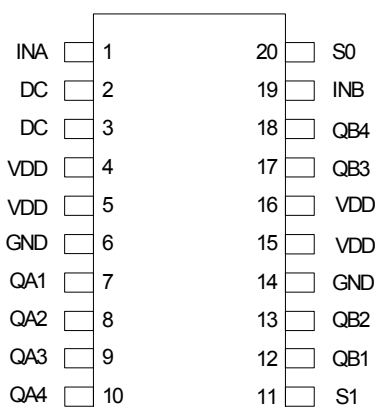 INA 1 20 S0
DC 2 19 INB
DC 3 18 QB4
VDD 4 17 QB3
VDD 5 16 VDD
GND 6 15 VDD
QA1 7 14 GND
QA2 8 13 QB2
QA3 9 12 QB1
QA4 10 11 S1